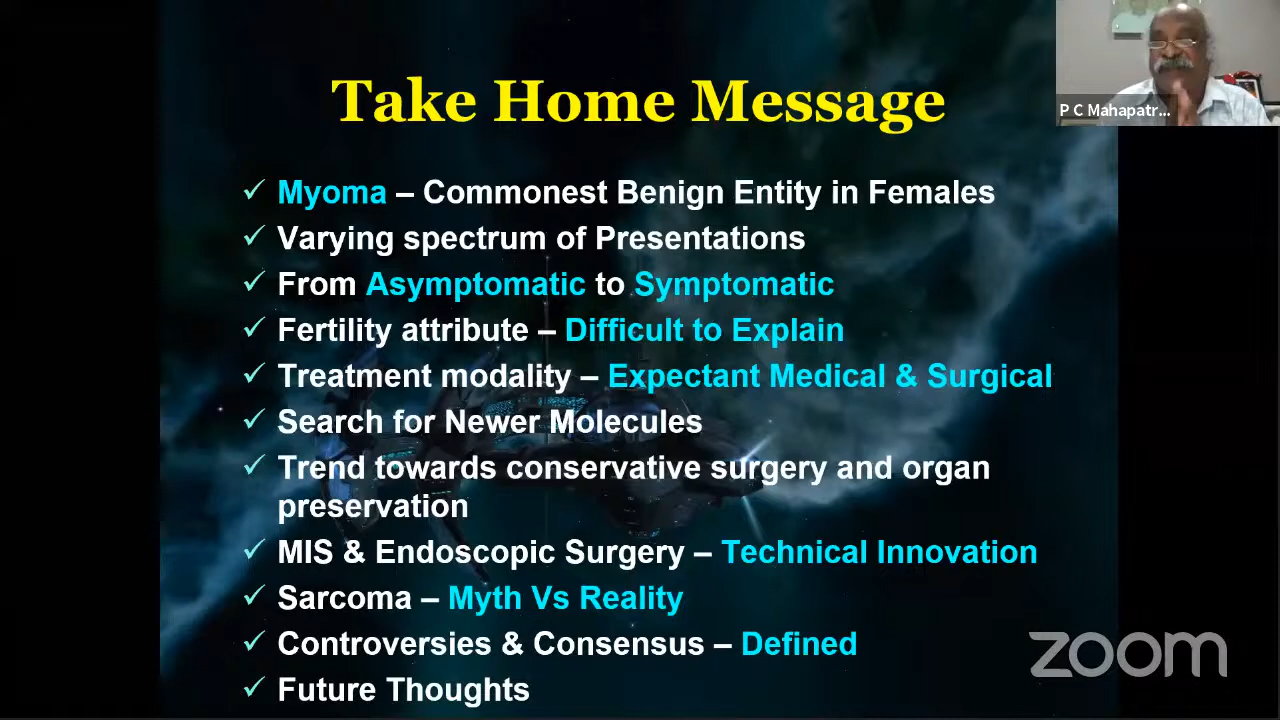 Take Home Message
P C Mahapatr...
✓ Myoma – Commonest Benign Entity in Females
✓ Varying spectrum of Presentations
✓ From Asymptomatic to Symptomatic
✓ Fertility attribute – Difficult to Explain
✓ Treatment modality – Expectant Medical & Surgical
✓ Search for Newer Molecules
✓ Trend towards conservative surgery and organ
preservation
✓ MIS & Endoscopic Surgery – Technical Innovation
✓ Sarcoma – Myth Vs Reality
✓ Controversies & Consensus – Defined
✓ Future Thoughts
zoom